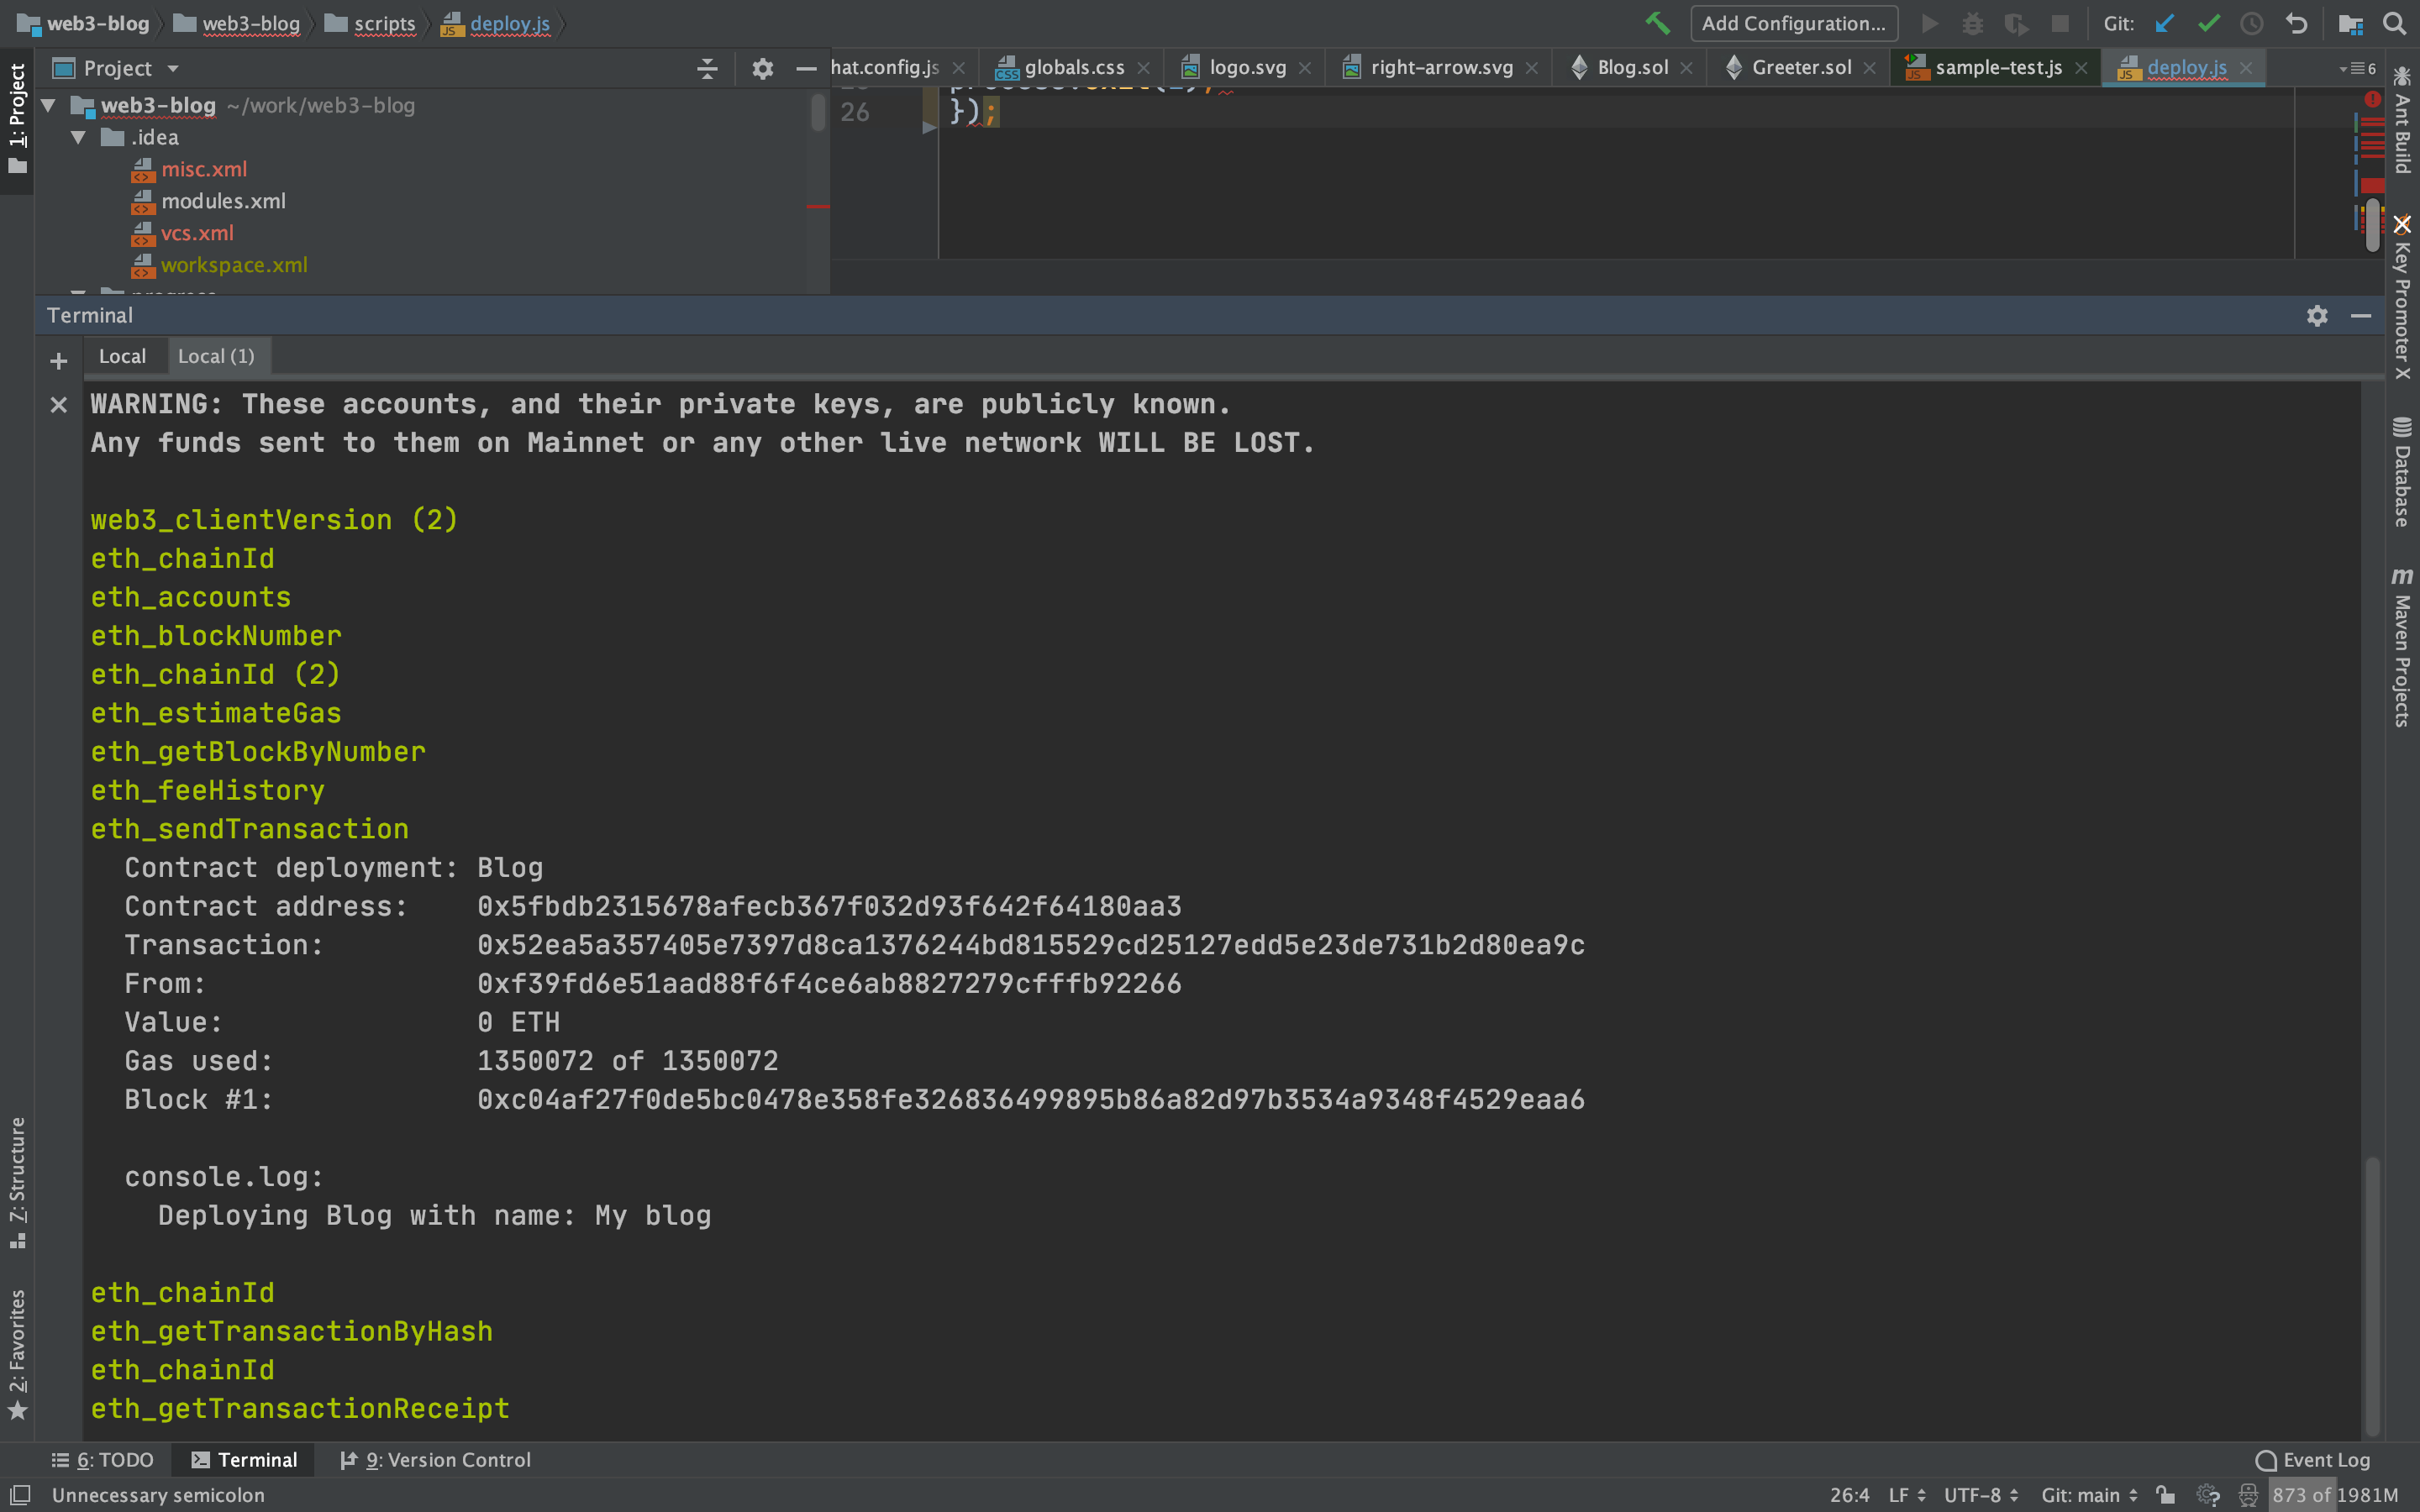 web3-blog web3-blog scripts deploy.js Add Configuration... Git:
1: Project
Project
hat.config.js globals.css logo.svg right-arrow.svg Blog.sol Greeter.sol sample-test.js deploy.js 6
web3-blog ~/work/web3-blog
.idea
misc.xml
modules.xml
vcs.xml
workspace.xml
26 });
Ant Build
Key Promoter X
Database
Maven Projects
Terminal
Local Local (1)
WARNING: These accounts, and their private keys, are publicly known.
Any funds sent to them on Mainnet or any other live network WILL BE LOST.
web3_clientVersion (2)
eth_chainId
eth_accounts
eth_blockNumber
eth_chainId (2)
eth_estimateGas
eth_getBlockByNumber
eth_feeHistory
eth_sendTransaction
Contract deployment: Blog
Contract address: 0x5fbdb2315678afecb367f032d93f642f64180aa3
Transaction: 0x52ea5a357405e7397d8ca1376244bd815529cd25127edd5e23de731b2d80ea9c
From: 0xf39fd6e51aad88f6f4ce6ab8827279cfffb92266
Value: 0 ETH
Gas used: 1350072 of 1350072
Block #1: 0xc04af27f0de5bc0478e358fe326836499895b86a82d97b3534a9348f4529eaa6
console.log:
Deploying Blog with name: My blog
eth_chainId
eth_getTransactionByHash
eth_chainId
eth_getTransactionReceipt
7: Structure
2: Favorites
6: TODO Terminal 9: Version Control Event Log
Unnecessary semicolon 26:4 LF UTF-8 Git: main 873 of 1981M